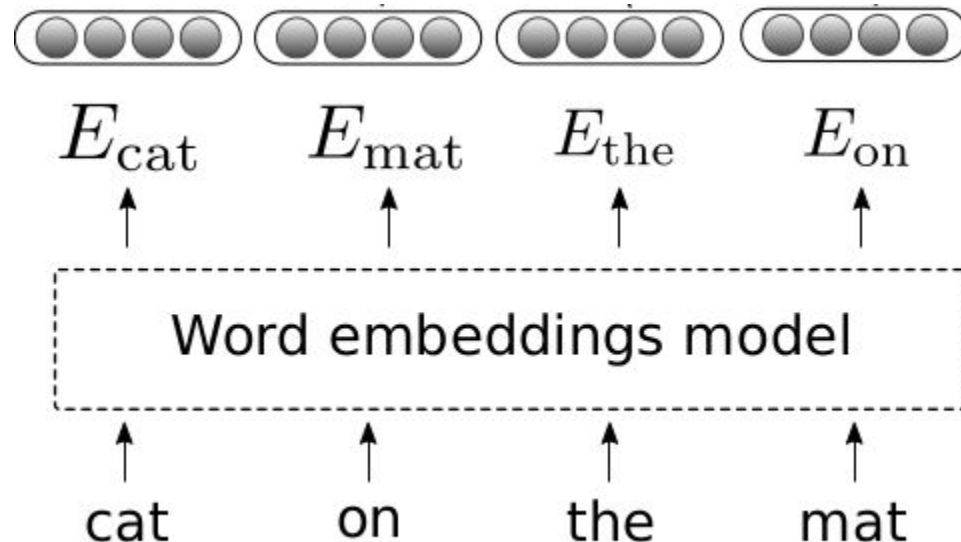 E_cat E_mat E_the E_on
Word embeddings model
cat on the mat